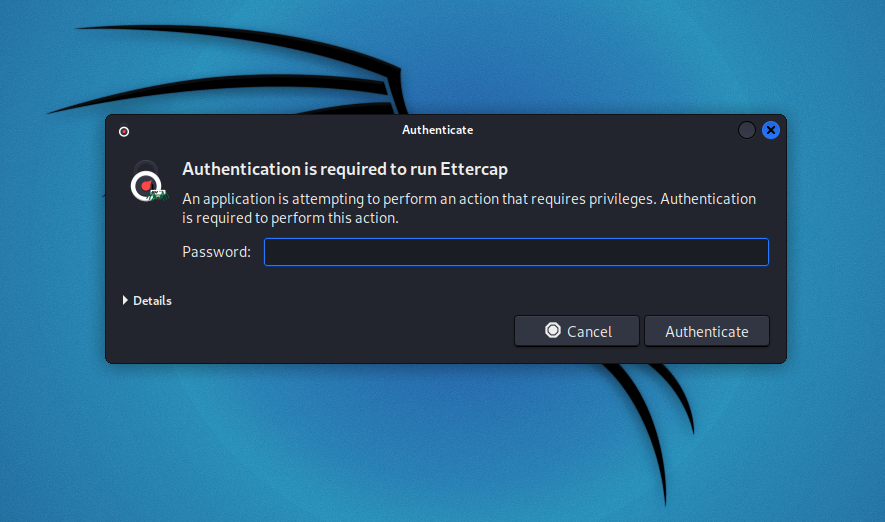 Authenticate
Authentication is required to run Ettercap
An application is attempting to perform an action that requires privileges. Authentication
is required to perform this action.
Password:
Details
Cancel
Authenticate